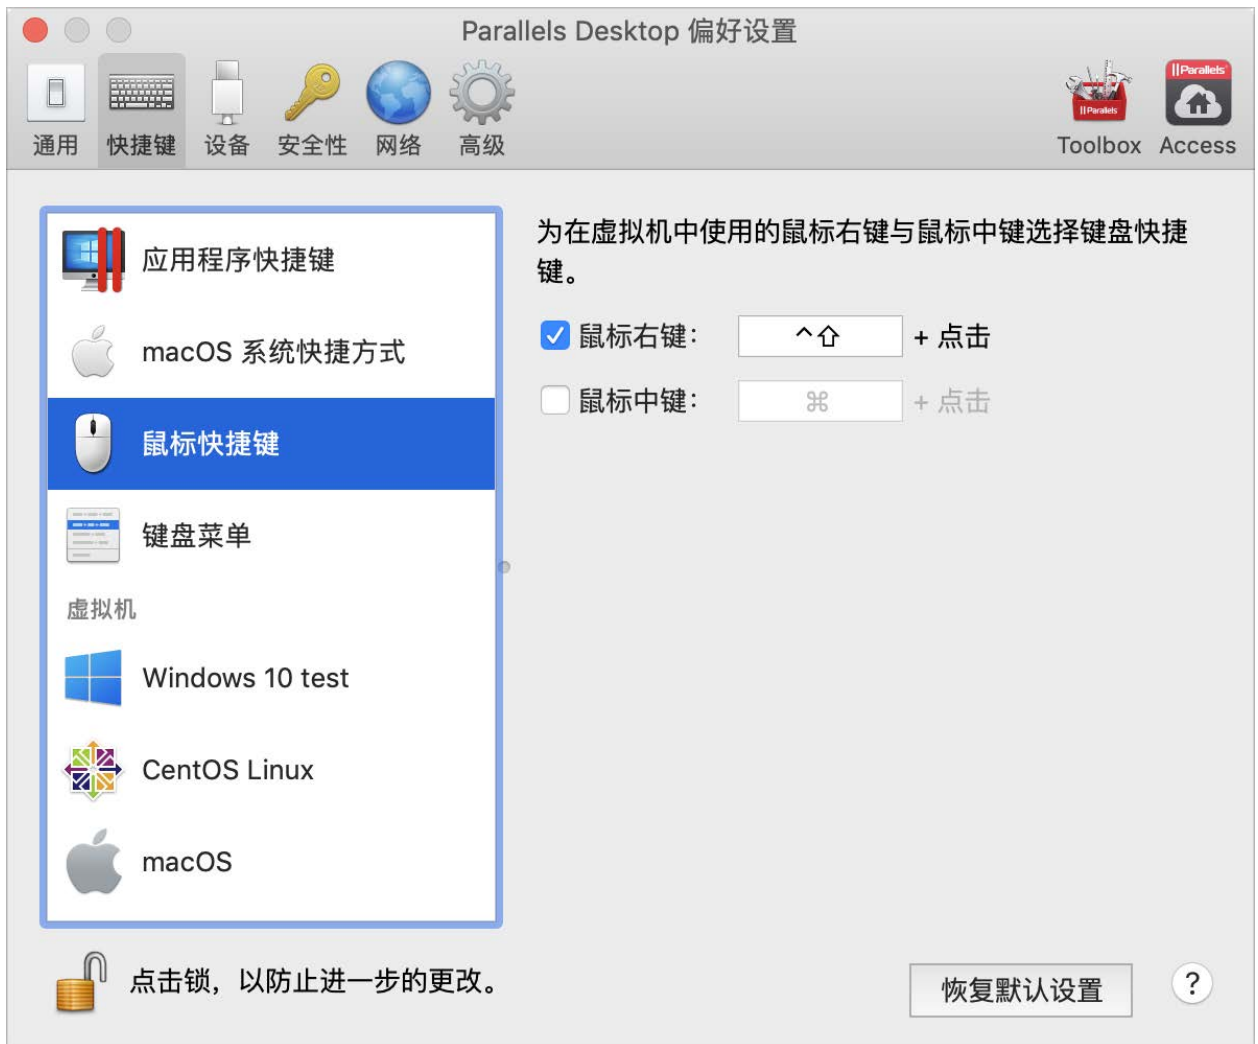 Parallels Desktop 偏好设置
通用 快捷键 设备 安全性 网络 高级 Toolbox Access
|| Parallels
|| Parallels
应用程序快捷键
macOS 系统快捷方式
鼠标快捷键
键盘菜单
虚拟机
Windows 10 test
CentOS Linux
macOS
为在虚拟机中使用的鼠标右键与鼠标中键选择键盘快捷
键。
鼠标右键： ^⇧ + 点击
鼠标中键： ⌘ + 点击
点击锁，以防止进一步的更改。
恢复默认设置 ?